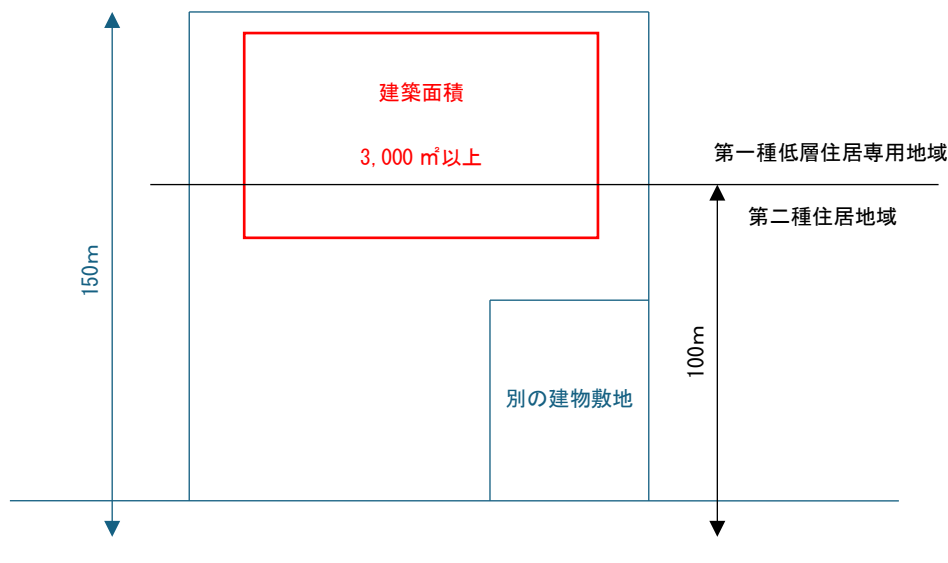 建築面積
3,000 ㎡以上
第一種低層住居専用地域
第二種住居地域
150m
100m
別の建物敷地